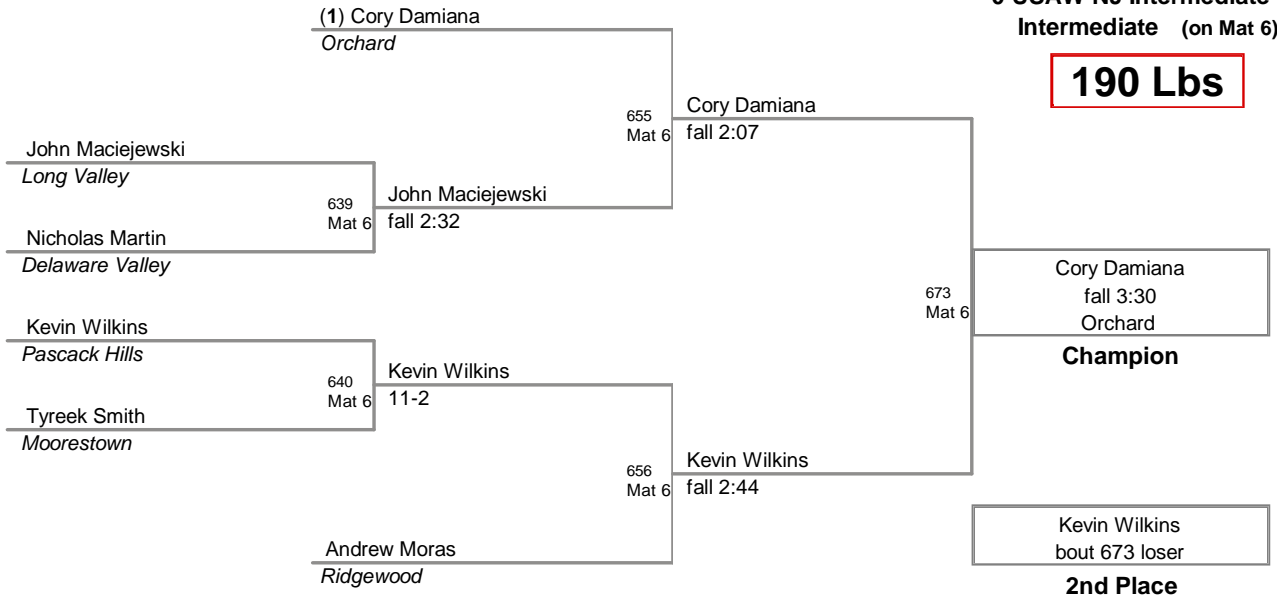 USAW NJ Intermediate
Intermediate (on Mat 6)
190 Lbs
(1) Cory Damiana
Orchard
655
Mat 6
Cory Damiana
fall 2:07
John Maciejewski
Long Valley
639
Mat 6
John Maciejewski
fall 2:32
Nicholas Martin
Delaware Valley
673
Mat 6
Cory Damiana
fall 3:30
Orchard
Champion
Kevin Wilkins
Pascack Hills
640
Mat 6
Kevin Wilkins
11-2
Tyreek Smith
Moorestown
656
Mat 6
Kevin Wilkins
fall 2:44
Andrew Moras
Ridgewood
Kevin Wilkins
bout 673 loser
2nd Place